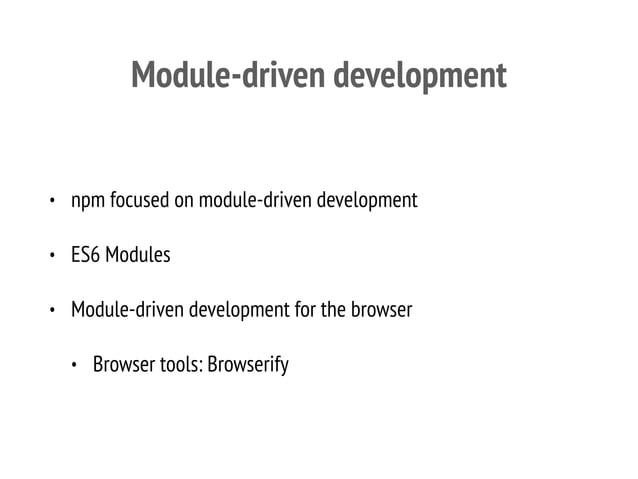 Module-driven development
• npm focused on module-driven development
• ES6 Modules
• Module-driven development for the browser
• Browser tools: Browserify